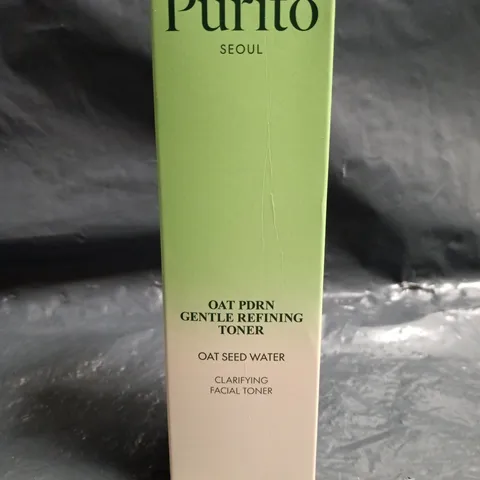 Purito
SEOUL
OAT PDRN
GENTLE REFINING
TONER
OAT SEED WATER
CLARIFYING
FACIAL TONER